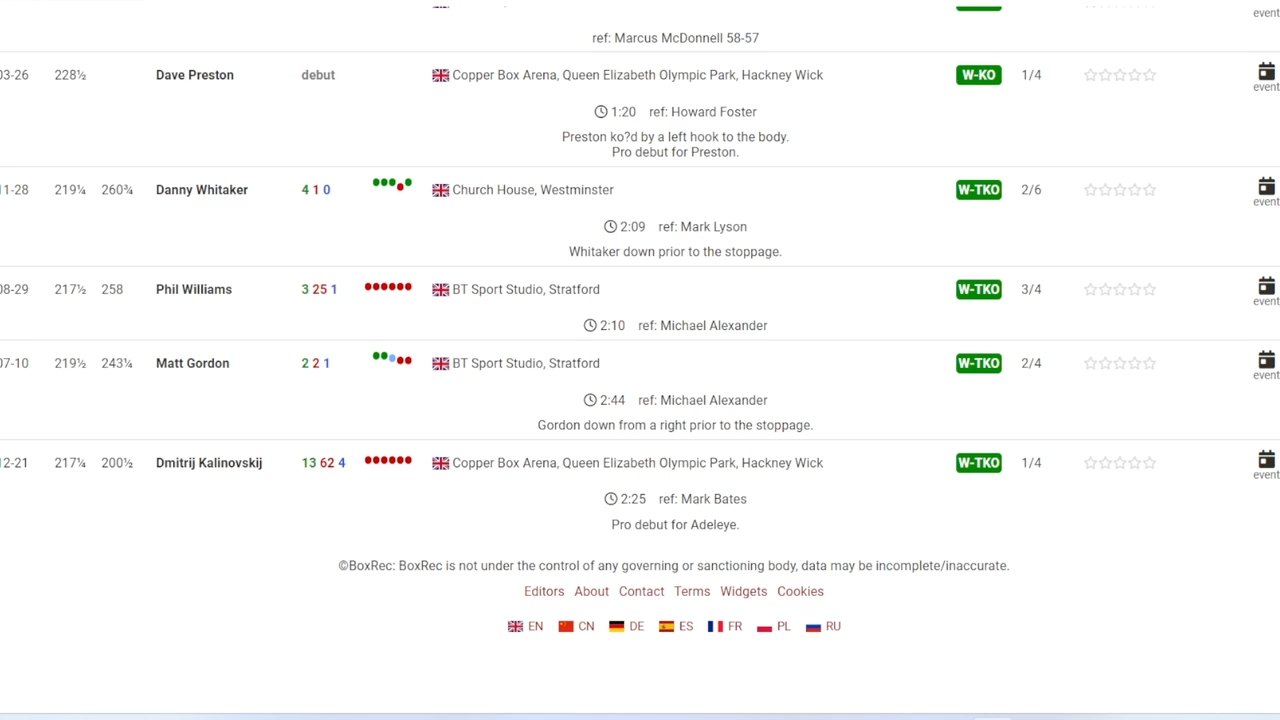 event
ref: Marcus McDonnell 58-57
03-26 228½ Dave Preston debut Copper Box Arena, Queen Elizabeth Olympic Park, Hackney Wick W-KO 1/4
event
1:20 ref: Howard Foster
Preston ko?d by a left hook to the body.
Pro debut for Preston.
11-28 219¼ 260¾ Danny Whitaker 4 1 0 Church House, Westminster W-TKO 2/6
event
2:09 ref: Mark Lyson
Whitaker down prior to the stoppage.
08-29 217½ 258 Phil Williams 3 25 1 BT Sport Studio, Stratford W-TKO 3/4
event
2:10 ref: Michael Alexander
07-10 219½ 243¼ Matt Gordon 2 2 1 BT Sport Studio, Stratford W-TKO 2/4
event
2:44 ref: Michael Alexander
Gordon down from a right prior to the stoppage.
12-21 217¼ 200½ Dmitrij Kalinovskij 13 62 4 Copper Box Arena, Queen Elizabeth Olympic Park, Hackney Wick W-TKO 1/4
event
2:25 ref: Mark Bates
Pro debut for Adeleye.
©BoxRec: BoxRec is not under the control of any governing or sanctioning body, data may be incomplete/inaccurate.
Editors About Contact Terms Widgets Cookies
EN CN DE ES FR PL RU